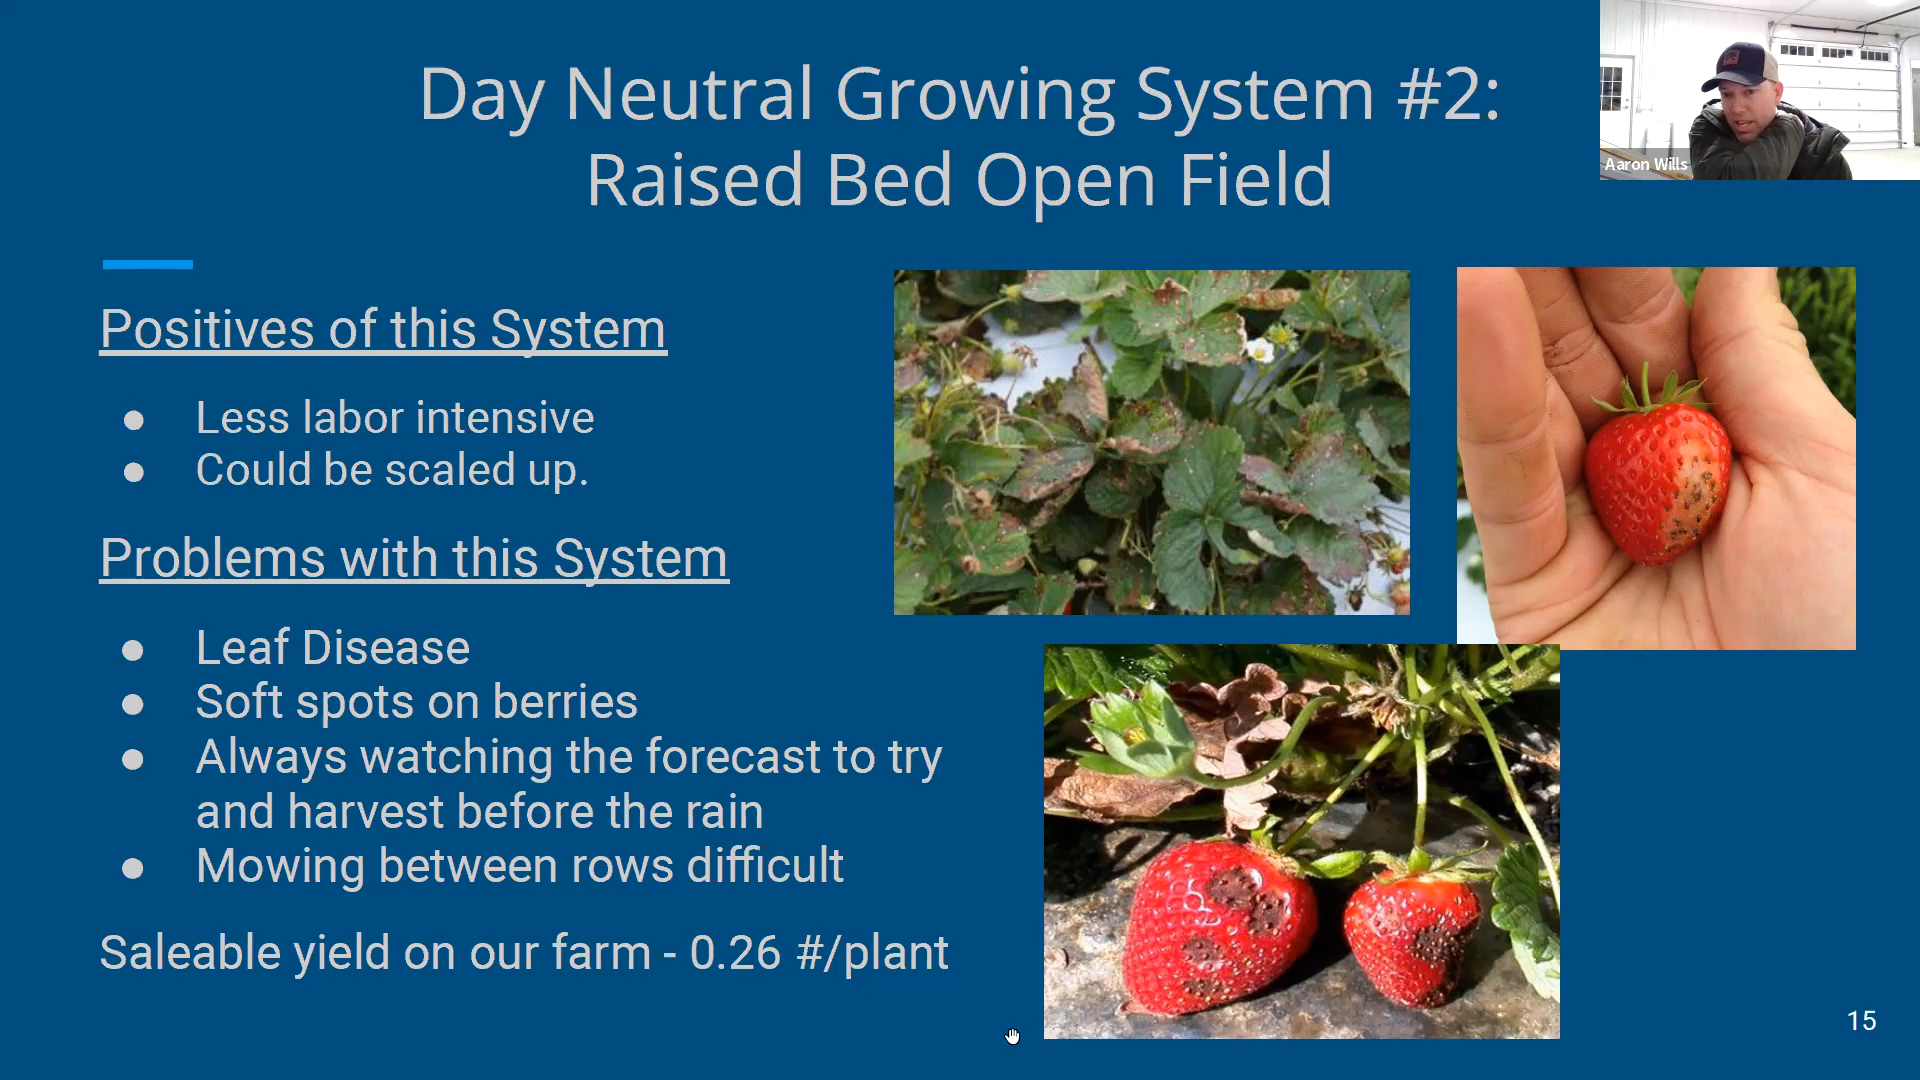 Day Neutral Growing System #2:
Raised Bed Open Field
Aaron Wills
Positives of this System
● Less labor intensive
● Could be scaled up.
Problems with this System
● Leaf Disease
● Soft spots on berries
● Always watching the forecast to try
and harvest before the rain
● Mowing between rows difficult
Saleable yield on our farm - 0.26 #/plant
15